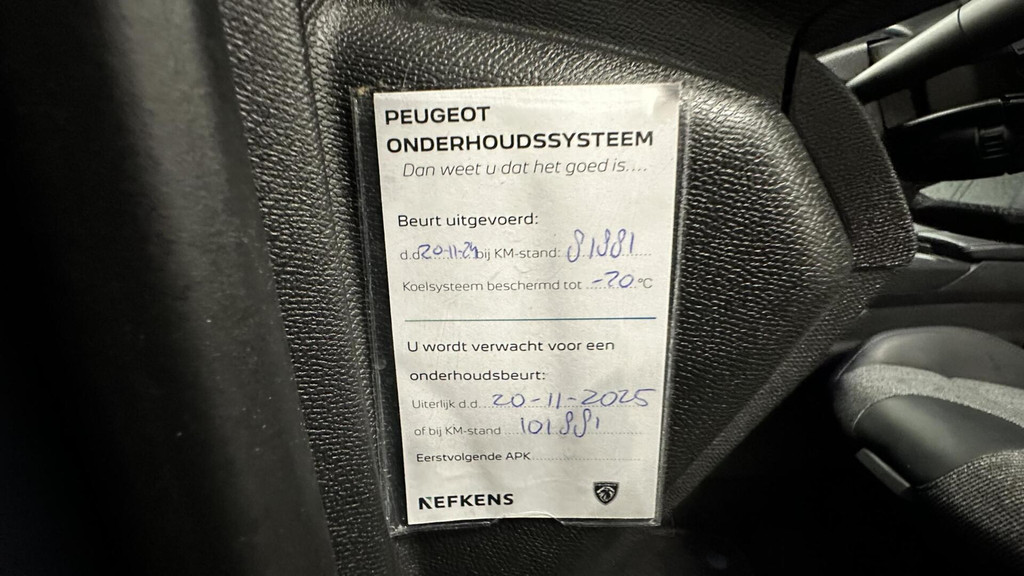 PEUGEOT
ONDERHOUDSSYSTEEM
Dan weet u dat het goed is....
Beurt uitgevoerd:
d.d. 20-11-24 bij KM-stand: 81881
Koelsysteem beschermd tot -20 °C
U wordt verwacht voor een
onderhoudsbeurt:
Uiterlijk d.d. 20-11-2025
of bij KM-stand 101881
Eerstvolgende APK
NEFKENS